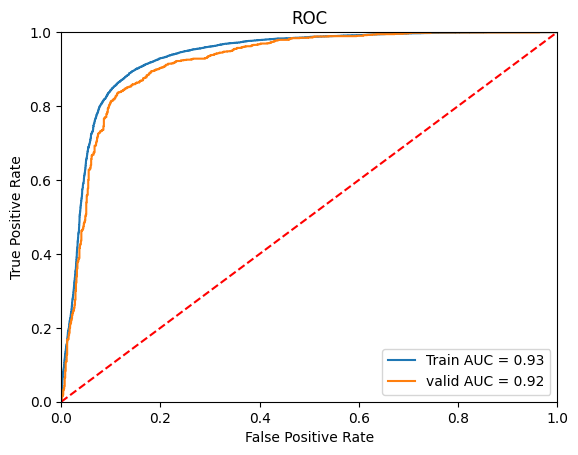 ROC
True Positive Rate
1.0
0.8
0.6
0.4
0.2
0.0
Train AUC = 0.93
valid AUC = 0.92
0.0 0.2 0.4 0.6 0.8 1.0
False Positive Rate